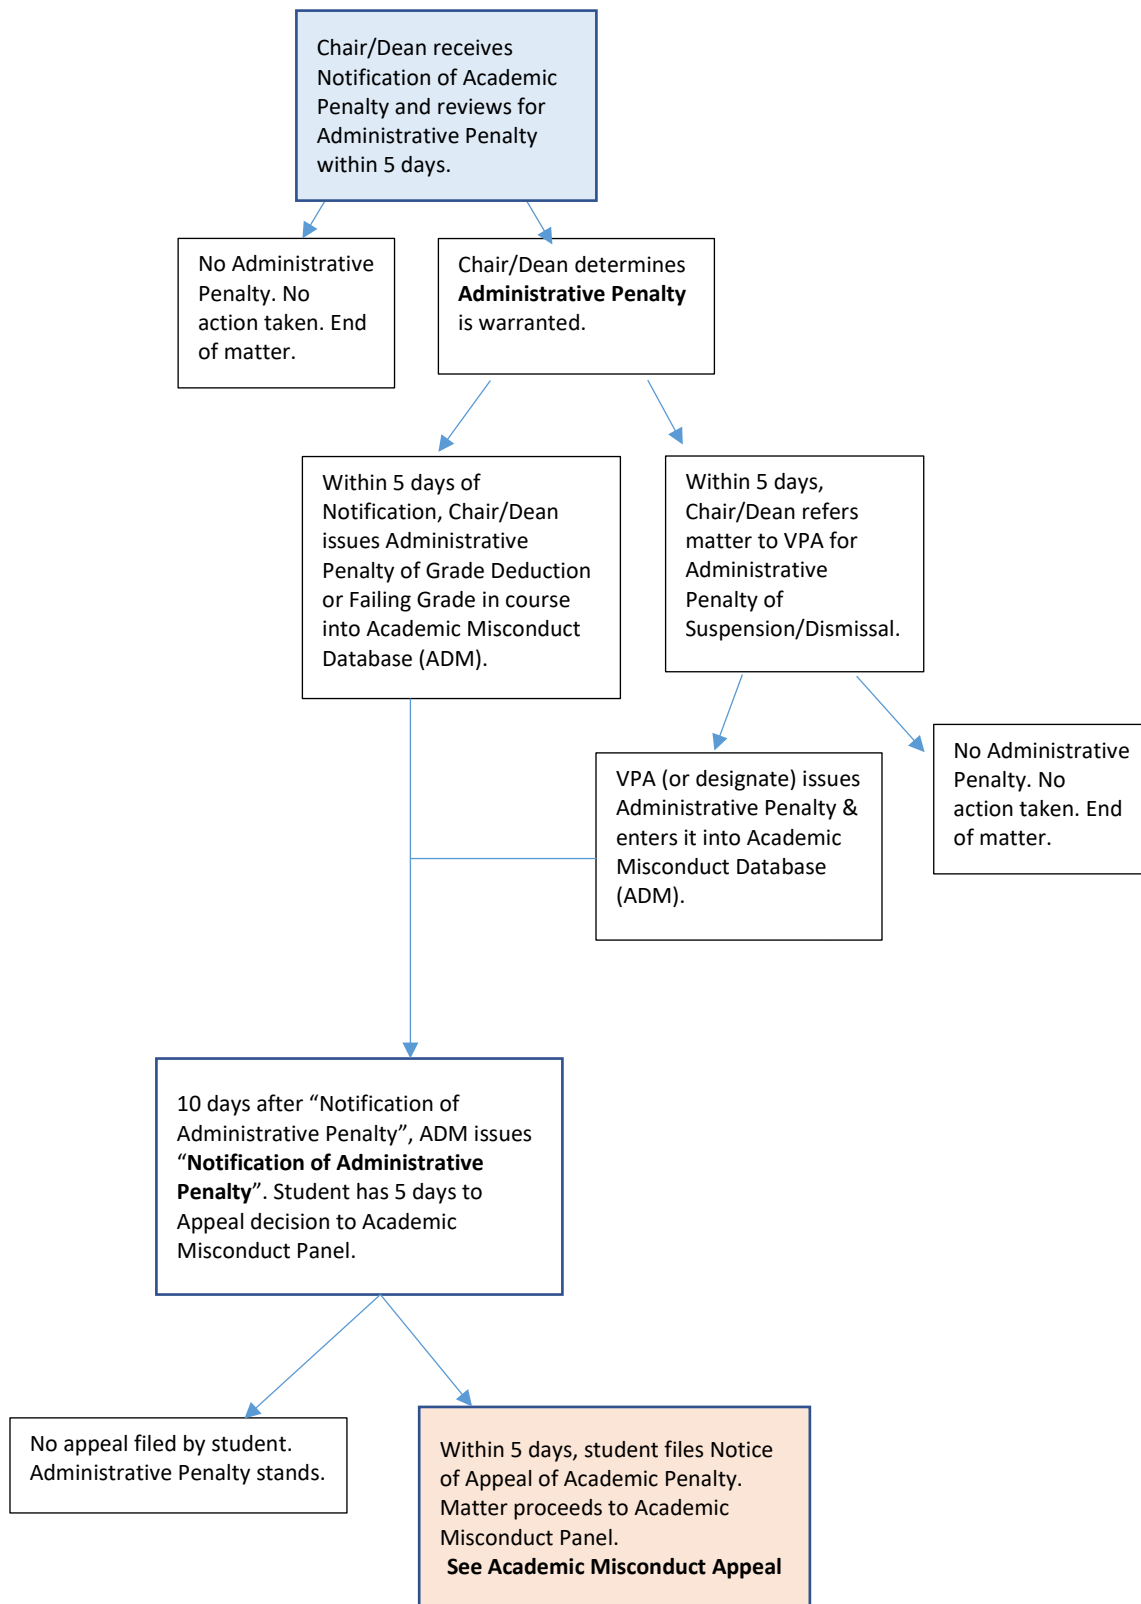 Chair/Dean receives
Notification of Academic
Penalty and reviews for
Administrative Penalty
within 5 days.
No Administrative
Penalty. No
action taken. End
of matter.
Chair/Dean determines
Administrative Penalty
is warranted.
Within 5 days of
Notification, Chair/Dean
issues Administrative
Penalty of Grade Deduction
or Failing Grade in course
into Academic Misconduct
Database (ADM).
Within 5 days,
Chair/Dean refers
matter to VPA for
Administrative
Penalty of
Suspension/Dismissal.
VPA (or designate) issues
Administrative Penalty &
enters it into Academic
Misconduct Database
(ADM).
No Administrative
Penalty. No
action taken. End
of matter.
10 days after “Notification of
Administrative Penalty”, ADM issues
“Notification of Administrative
Penalty”. Student has 5 days to
Appeal decision to Academic
Misconduct Panel.
No appeal filed by student.
Administrative Penalty stands.
Within 5 days, student files Notice
of Appeal of Academic Penalty.
Matter proceeds to Academic
Misconduct Panel.
See Academic Misconduct Appeal